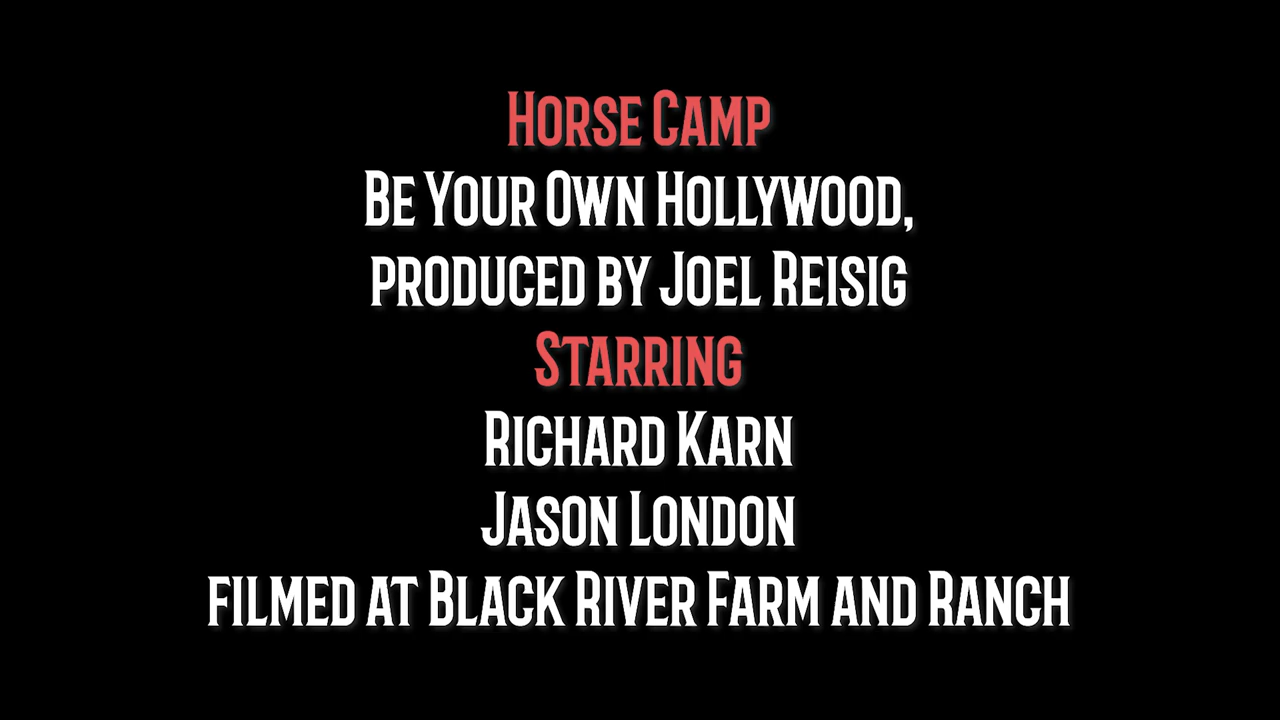 Horse Camp
Be Your Own Hollywood,
produced by Joel Reisig
Starring
Richard Karn
Jason London
filmed at Black River Farm and Ranch